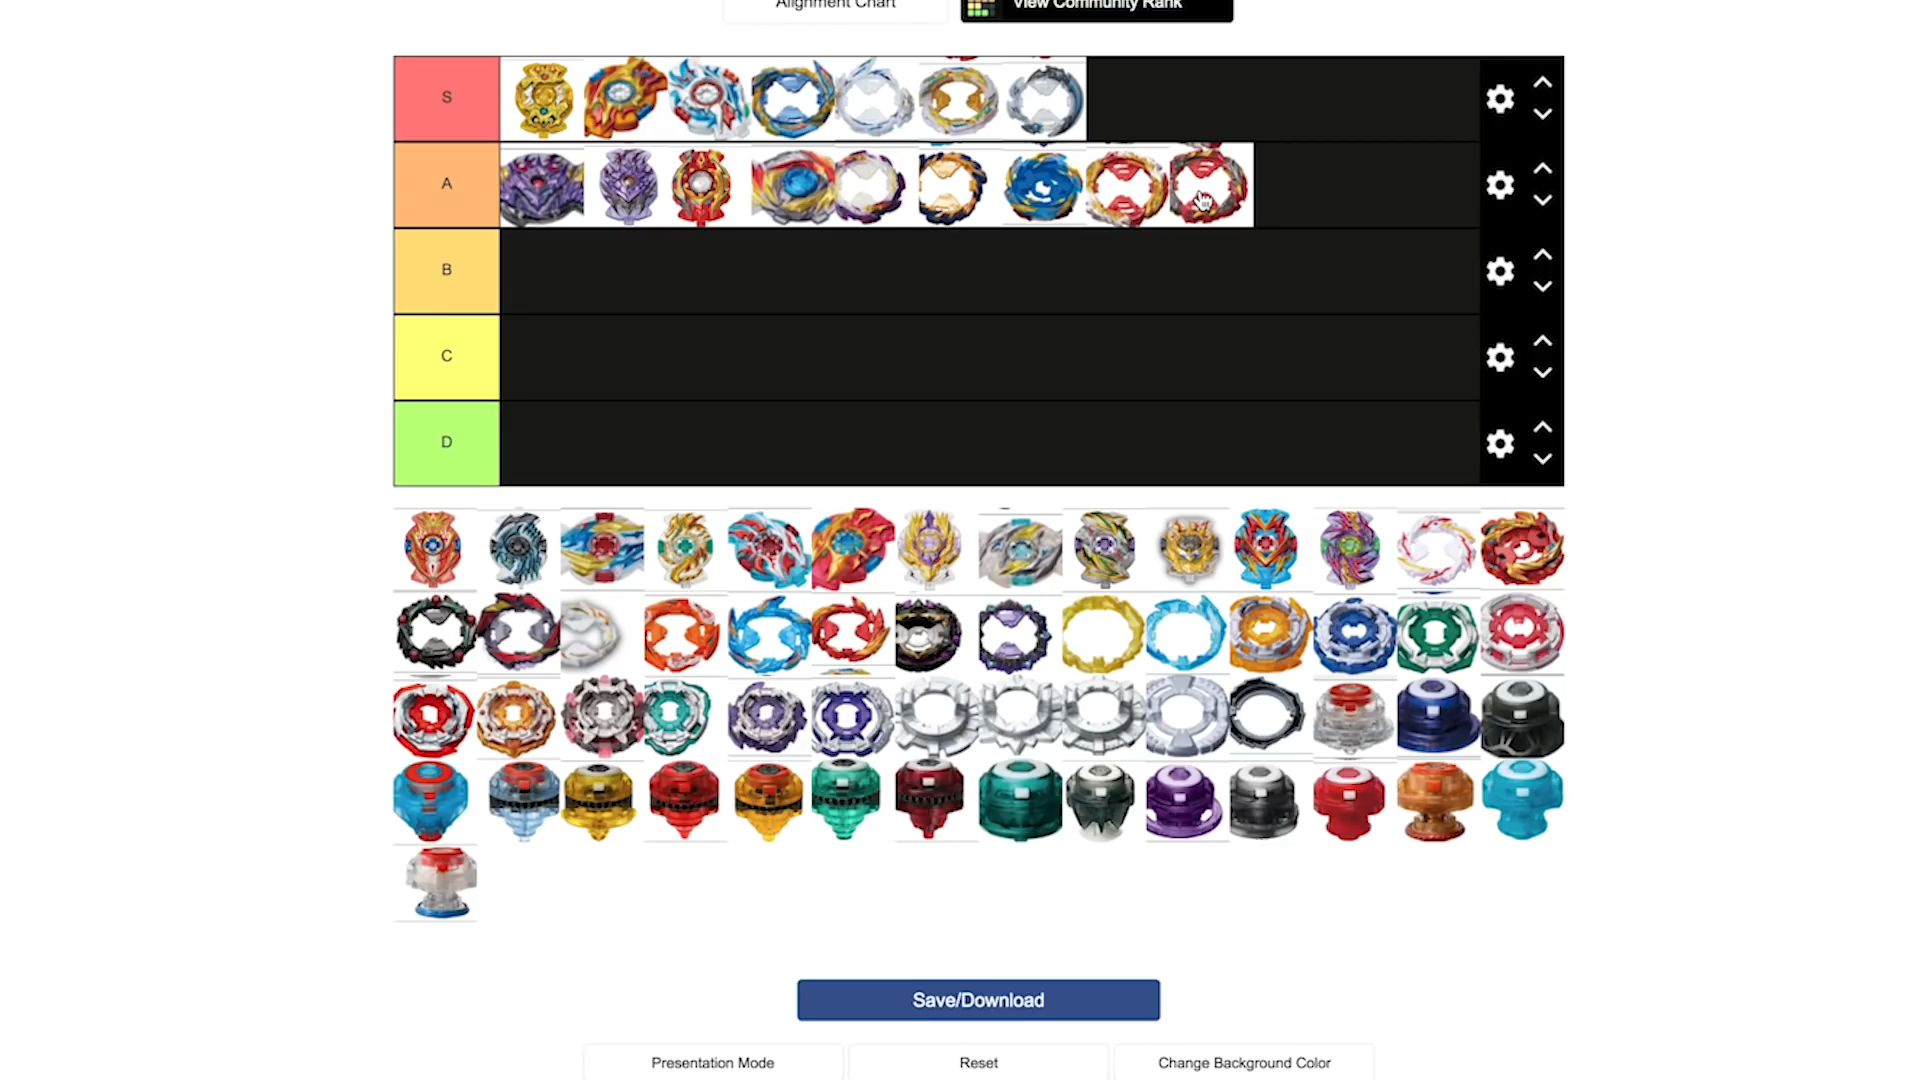 Alignment Chart
View Community Rank
S
A
B
C
D
Save/Download
Presentation Mode
Reset
Change Background Color